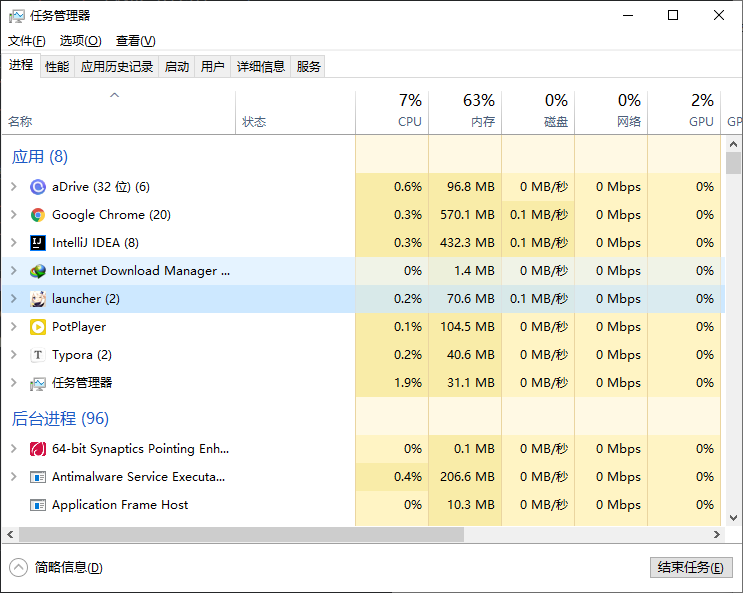 任务管理器
文件(F) 选项(O) 查看(V)
进程 性能 应用历史记录 启动 用户 详细信息 服务
7% 63% 0% 0% 2%
名称 状态 CPU 内存 磁盘 网络 GPU GP
应用 (8)
aDrive (32 位) (6) 0.6% 96.8 MB 0 MB/秒 0 Mbps 0%
Google Chrome (20) 0.3% 570.1 MB 0.1 MB/秒 0 Mbps 0%
IntelliJ IDEA (8) 0.3% 432.3 MB 0.1 MB/秒 0 Mbps 0%
Internet Download Manager ... 0% 1.4 MB 0 MB/秒 0 Mbps 0%
launcher (2) 0.2% 70.6 MB 0.1 MB/秒 0 Mbps 0%
PotPlayer 0.1% 104.5 MB 0 MB/秒 0 Mbps 0%
T Typora (2) 0.2% 40.6 MB 0 MB/秒 0 Mbps 0%
任务管理器 1.9% 31.1 MB 0 MB/秒 0 Mbps 0%
后台进程 (96)
64-bit Synaptics Pointing Enh... 0% 0.1 MB 0 MB/秒 0 Mbps 0%
Antimalware Service Executa... 0.4% 206.6 MB 0 MB/秒 0 Mbps 0%
Application Frame Host 0% 10.3 MB 0 MB/秒 0 Mbps 0%
简略信息(D) 结束任务(E)